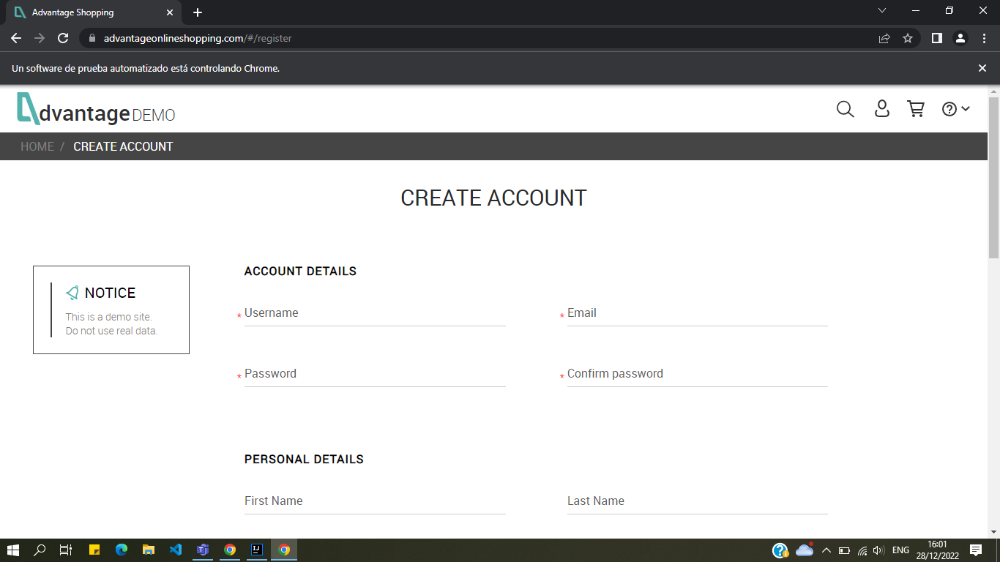 Advantage Shopping
advantageonlineshopping.com/#/register
Un software de prueba automatizado está controlando Chrome.
dvantage DEMO
HOME / CREATE ACCOUNT
CREATE ACCOUNT
NOTICE
This is a demo site.
Do not use real data.
ACCOUNT DETAILS
* Username
* Email
* Password
* Confirm password
PERSONAL DETAILS
First Name
Last Name
ENG
16:01
28/12/2022